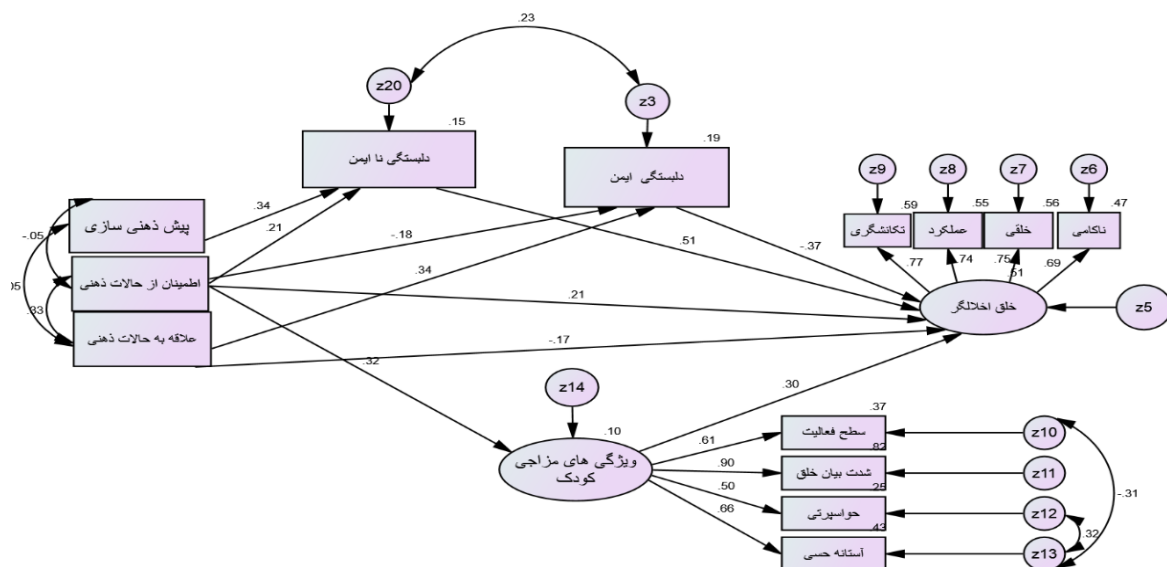 .23
z20
z3
.15
.19
دلبستگی نا ایمن
دلبستگی ایمن
z9
z8
z7
z6
.59
.55
.56
.47
تکانشگری
عملکرد
خلقی
ناکامی
.77
.74
.75
.69
.51
خلق اخلالگر
z5
پیش ذهنی سازی
اطمینان از حالات ذهنی
علاقه به حالات ذهنی
-.05
.05
.33
.34
.21
-.18
.34
.51
-.37
.21
-.17
.32
.30
z14
.10
ویژگی های مزاجی
کودک
.61
.90
.50
.66
.37
سطح فعالیت
.82
شدت بیان خلق
.25
حواسپرتی
.43
آستانه حسی
z10
z11
z12
z13
-.31
.32